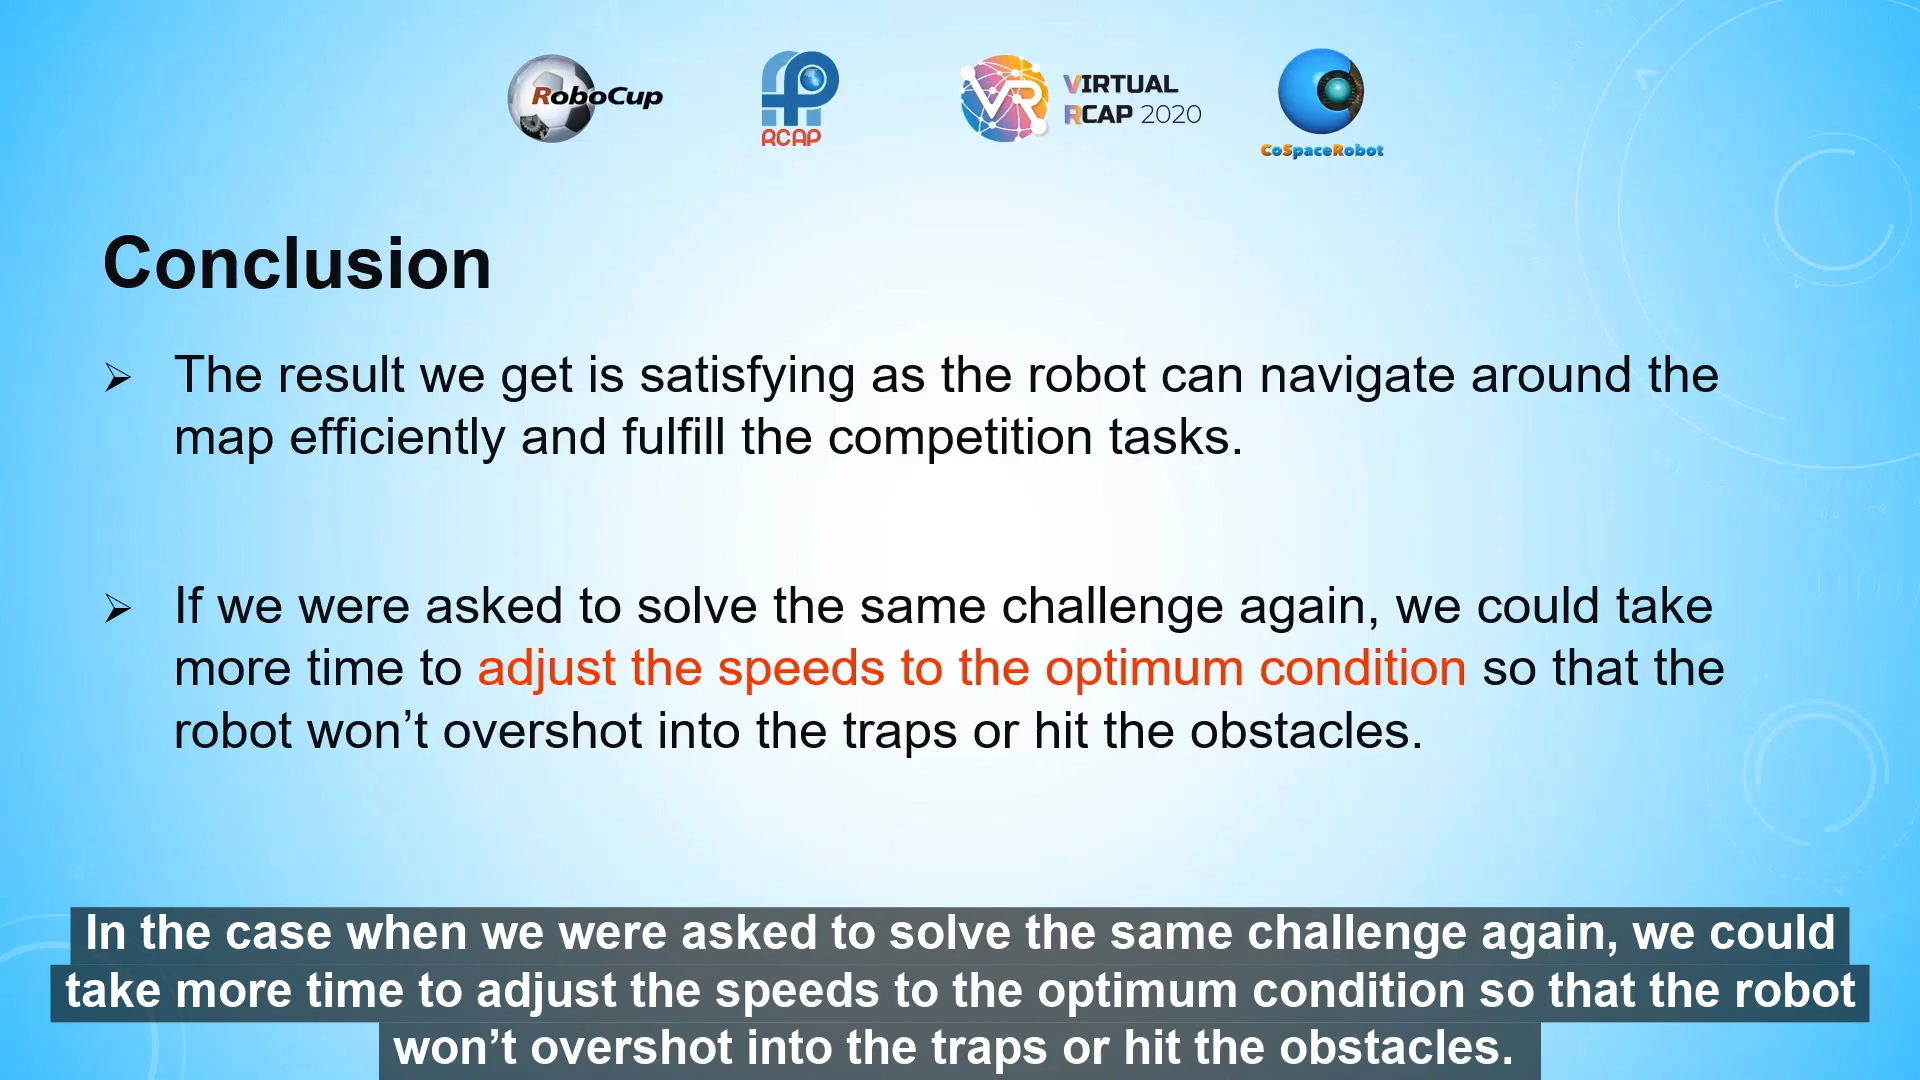 RoboCup
RCAP
VR
VIRTUAL
RCAP 2020
CoSpaceRobot
Conclusion
➢ The result we get is satisfying as the robot can navigate around the
map efficiently and fulfill the competition tasks.
➢ If we were asked to solve the same challenge again, we could take
more time to adjust the speeds to the optimum condition so that the
robot won’t overshot into the traps or hit the obstacles.
In the case when we were asked to solve the same challenge again, we could
take more time to adjust the speeds to the optimum condition so that the robot
won’t overshot into the traps or hit the obstacles.